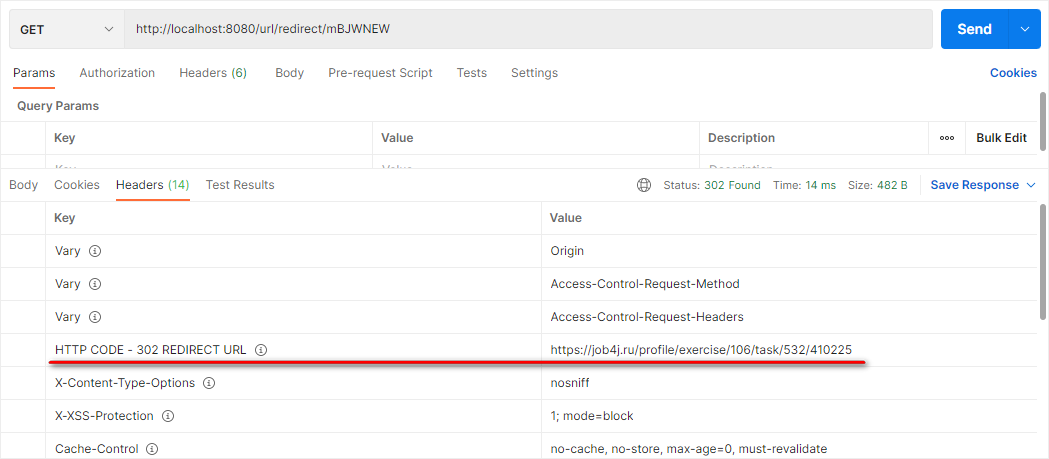 GET http://localhost:8080/url/redirect/mBJWNEW Send
Params Authorization Headers (6) Body Pre-request Script Tests Settings Cookies
Query Params
Key Value Description ooo Bulk Edit
Key Value Description
Body Cookies Headers (14) Test Results Status: 302 Found Time: 14 ms Size: 482 B Save Response
Key Value
Vary Origin
Vary Access-Control-Request-Method
Vary Access-Control-Request-Headers
HTTP CODE - 302 REDIRECT URL https://job4j.ru/profile/exercise/106/task/532/410225
X-Content-Type-Options nosniff
X-XSS-Protection 1; mode=block
Cache-Control no-cache, no-store, max-age=0, must-revalidate